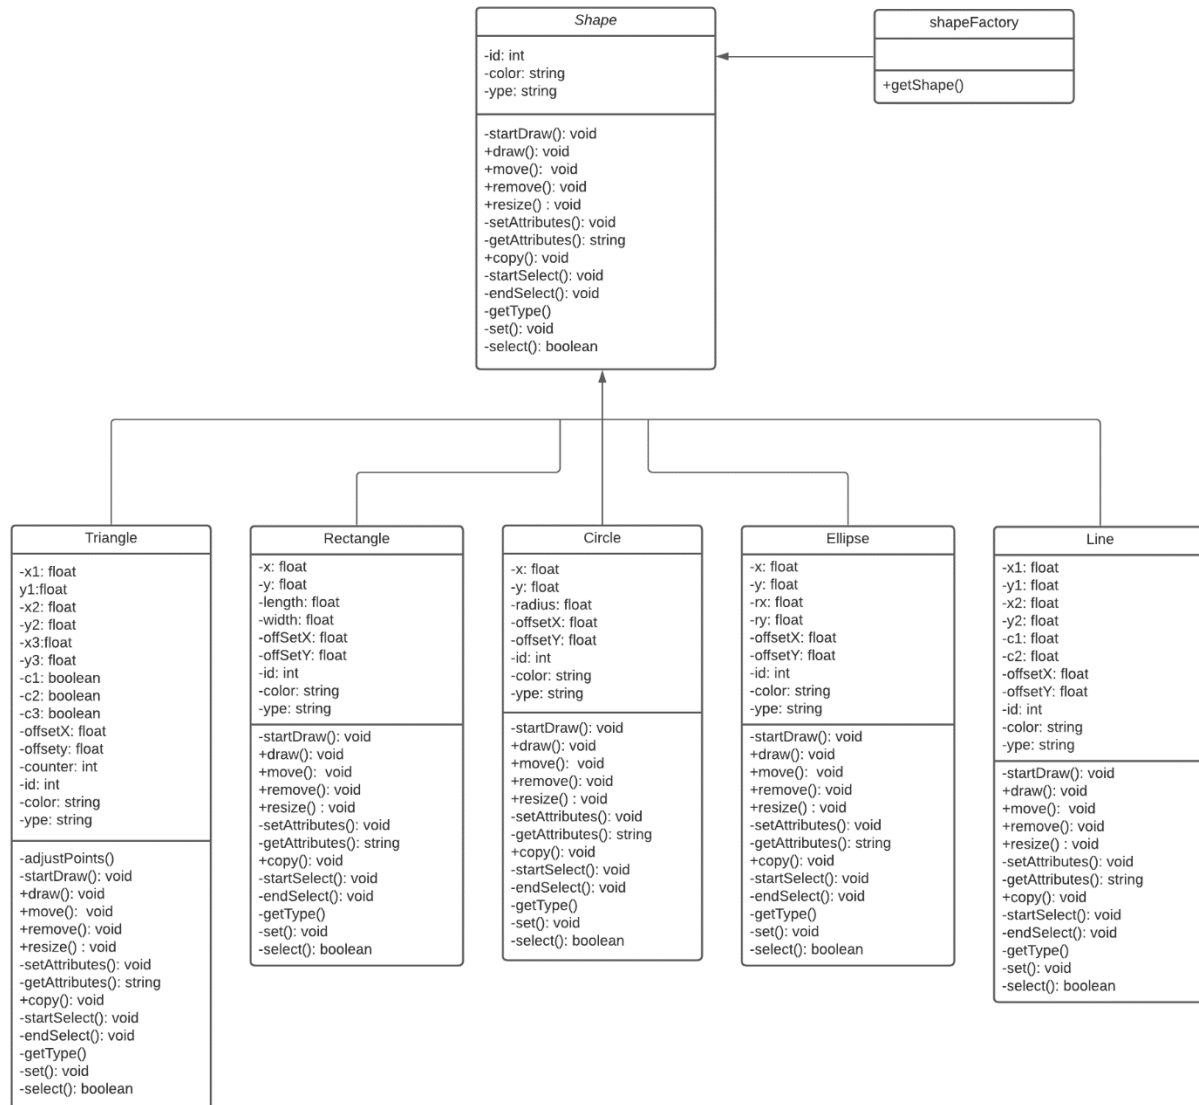 Shape
-id: int
-color: string
-ype: string
-startDraw(): void
+draw(): void
+move():  void
+remove(): void
+resize() : void
-setAttributes(): void
-getAttributes(): string
+copy(): void
-startSelect(): void
-endSelect(): void
-getType()
-set(): void
-select(): boolean
shapeFactory
+getShape()
Triangle
-x1: float
y1:float
-x2: float
-y2: float
-x3:float
-y3: float
-c1: boolean
-c2: boolean
-c3: boolean
-offsetX: float
-offsety: float
-counter: int
-id: int
-color: string
-ype: string
-adjustPoints()
-startDraw(): void
+draw(): void
+move():  void
+remove(): void
+resize() : void
-setAttributes(): void
-getAttributes(): string
+copy(): void
-startSelect(): void
-endSelect(): void
-getType()
-set(): void
-select(): boolean
Rectangle
-x: float
-y: float
-length: float
-width: float
-offSetX: float
-offSetY: float
-id: int
-color: string
-ype: string
-startDraw(): void
+draw(): void
+move():  void
+remove(): void
+resize() : void
-setAttributes(): void
-getAttributes(): string
+copy(): void
-startSelect(): void
-endSelect(): void
-getType()
-set(): void
-select(): boolean
Circle
-x: float
-y: float
-radius: float
-offsetX: float
-offsetY: float
-id: int
-color: string
-ype: string
-startDraw(): void
+draw(): void
+move():  void
+remove(): void
+resize() : void
-setAttributes(): void
-getAttributes(): string
+copy(): void
-startSelect(): void
-endSelect(): void
-getType()
-set(): void
-select(): boolean
Ellipse
-x: float
-y: float
-rx: float
-ry: float
-offsetX: float
-offsetY: float
-id: int
-color: string
-ype: string
-startDraw(): void
+draw(): void
+move():  void
+remove(): void
+resize() : void
-setAttributes(): void
-getAttributes(): string
+copy(): void
-startSelect(): void
-endSelect(): void
-getType()
-set(): void
-select(): boolean
Line
-x1: float
-y1: float
-x2: float
-y2: float
-c1: float
-c2: float
-offsetX: float
-offsetY: float
-id: int
-color: string
-ype: string
-startDraw(): void
+draw(): void
+move():  void
+remove(): void
+resize() : void
-setAttributes(): void
-getAttributes(): string
+copy(): void
-startSelect(): void
-endSelect(): void
-getType()
-set(): void
-select(): boolean